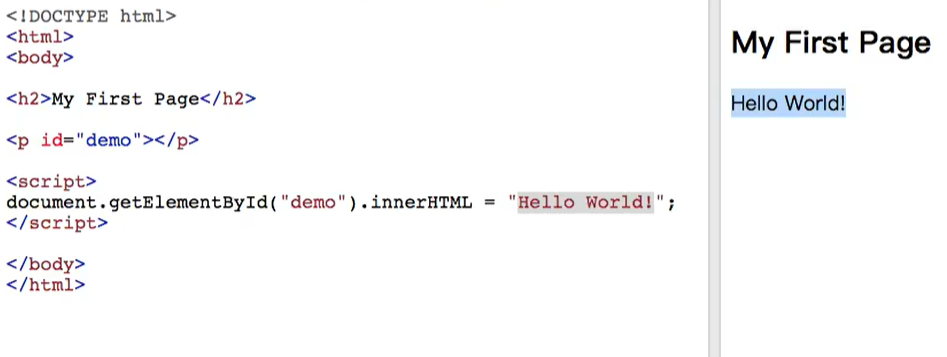 <!DOCTYPE html>
<html>
<body>
<h2>My First Page</h2>
<p id="demo"></p>
<script>
document.getElementById("demo").innerHTML = "Hello World!";
</script>
</body>
</html>
My First Page
Hello World!